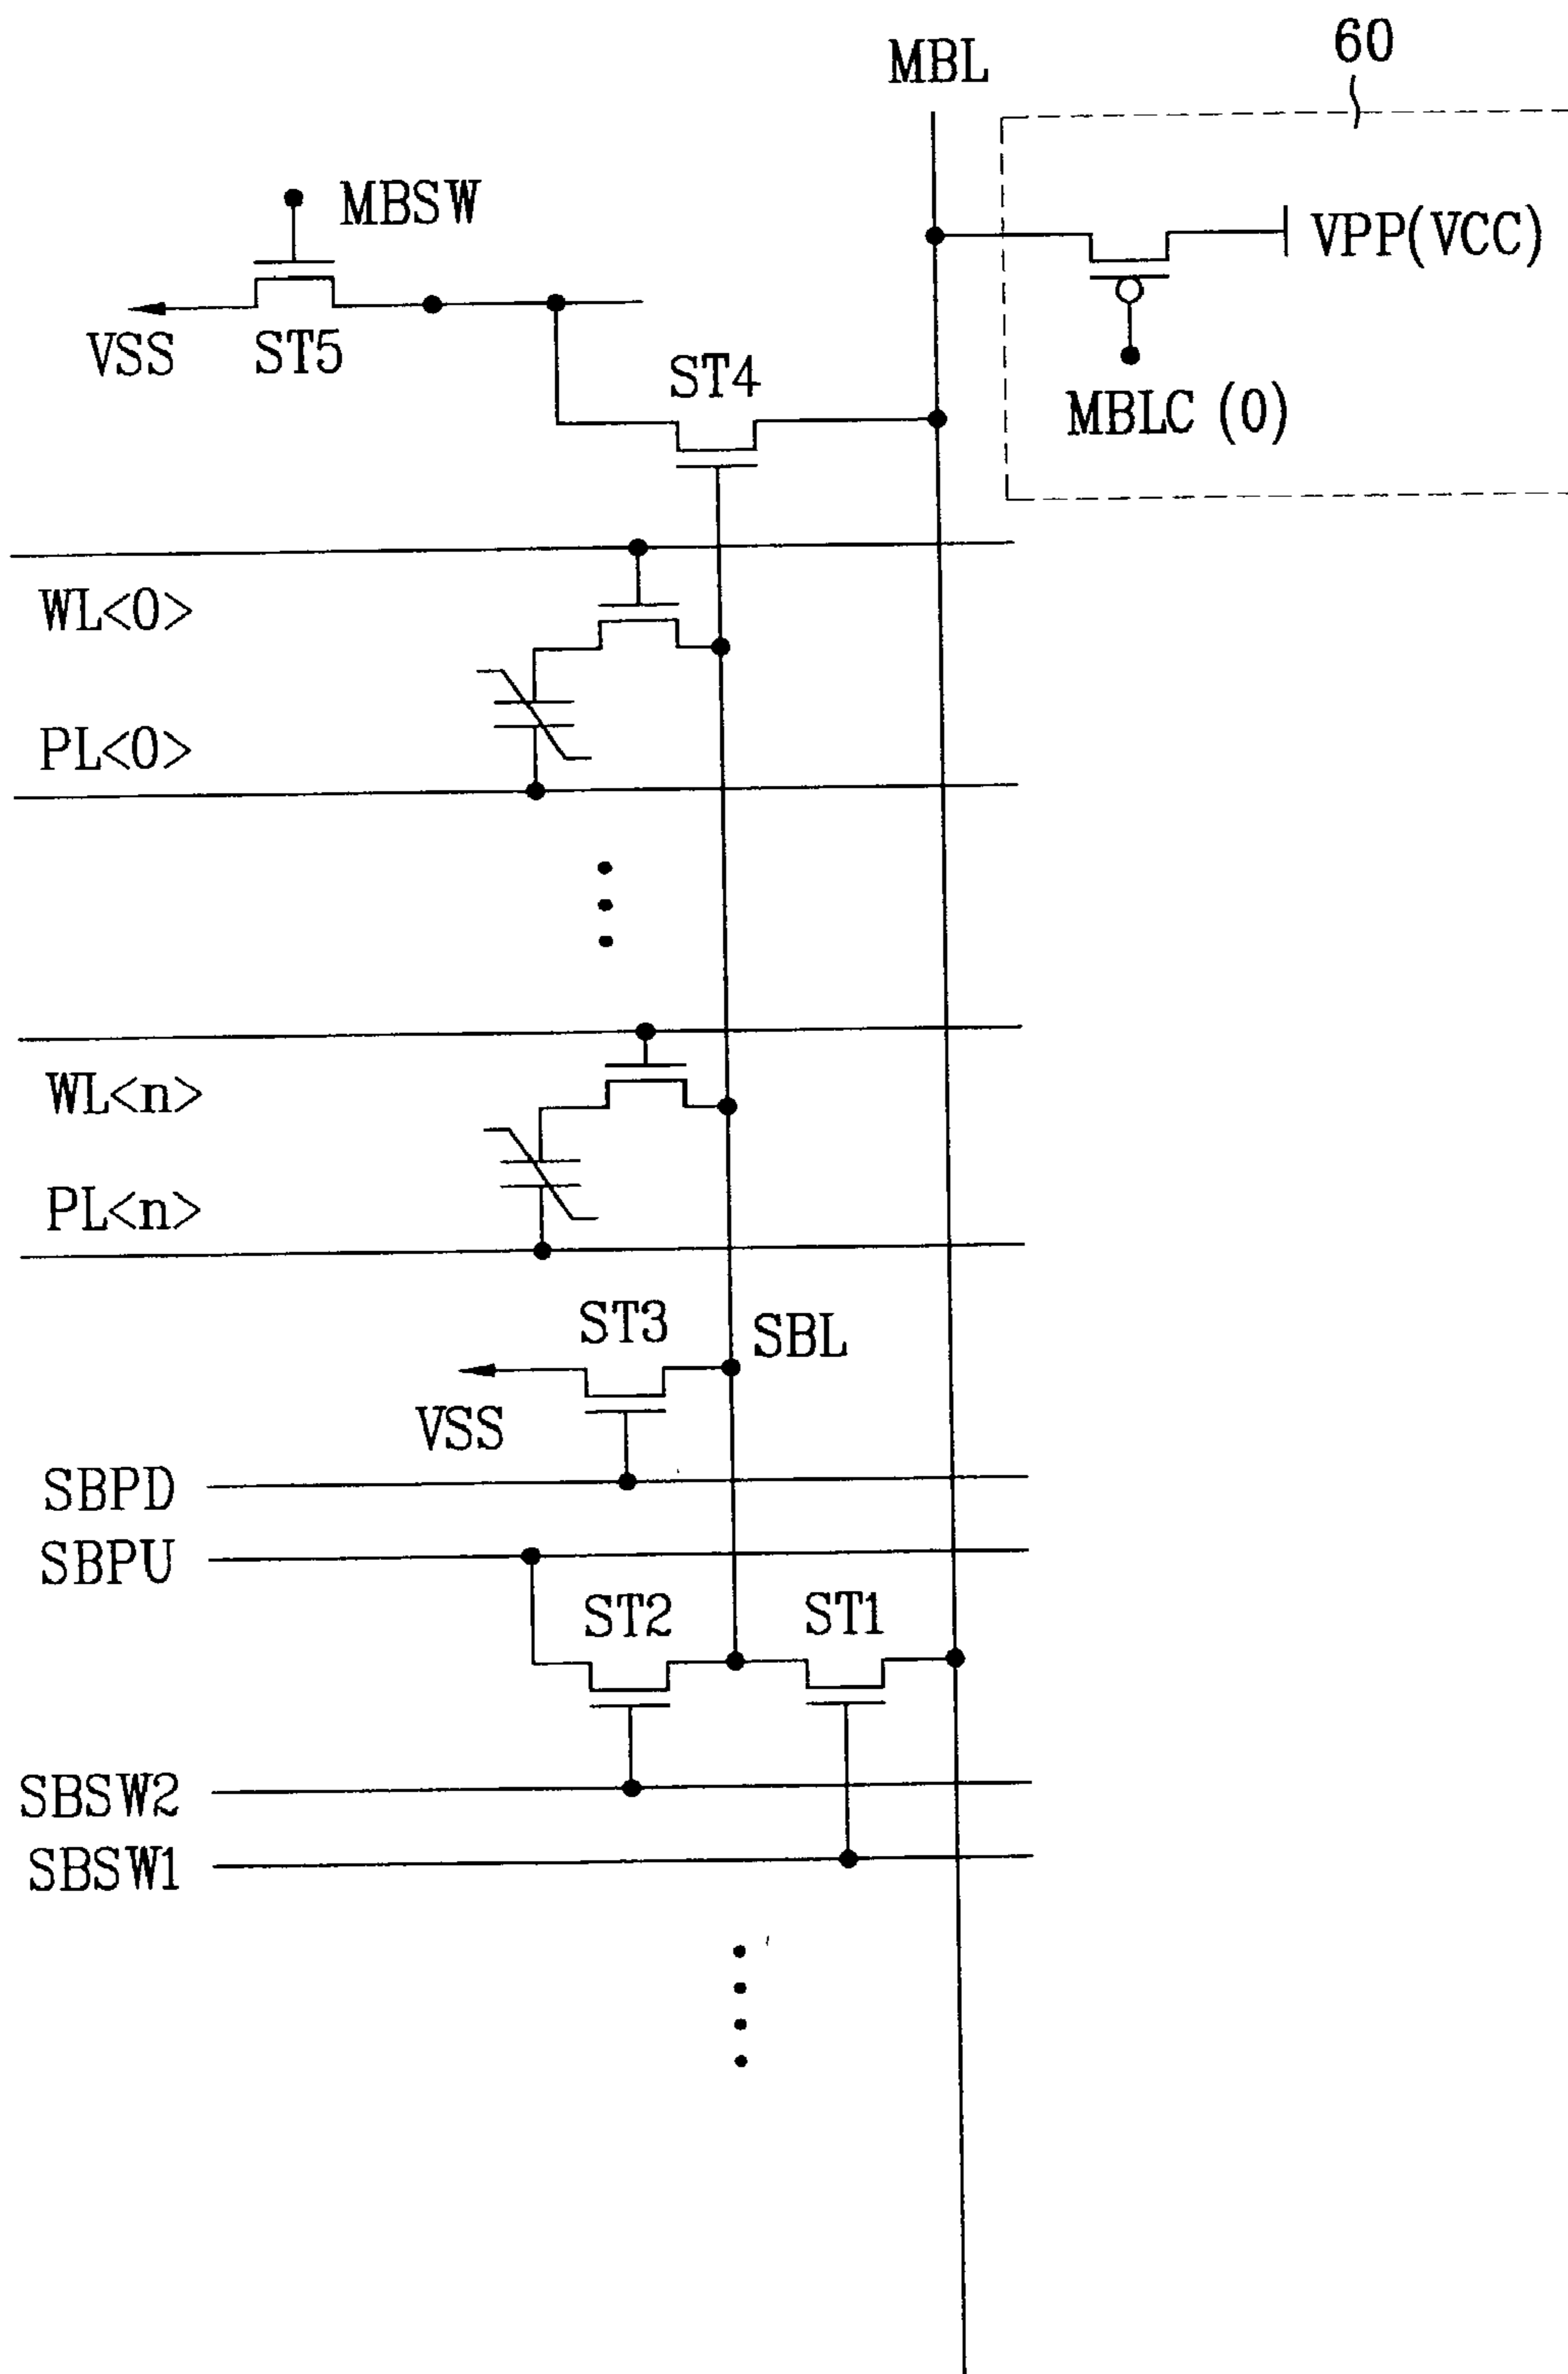 60
MBL
MBSW
VPP(VCC)
VSS
ST5
ST4
MBLC (0)
WL<0>
PL<0>
WL<n>
PL<n>
ST3
SBL
VSS
SBPD
SBPU
ST2
ST1
SBSW2
SBSW1